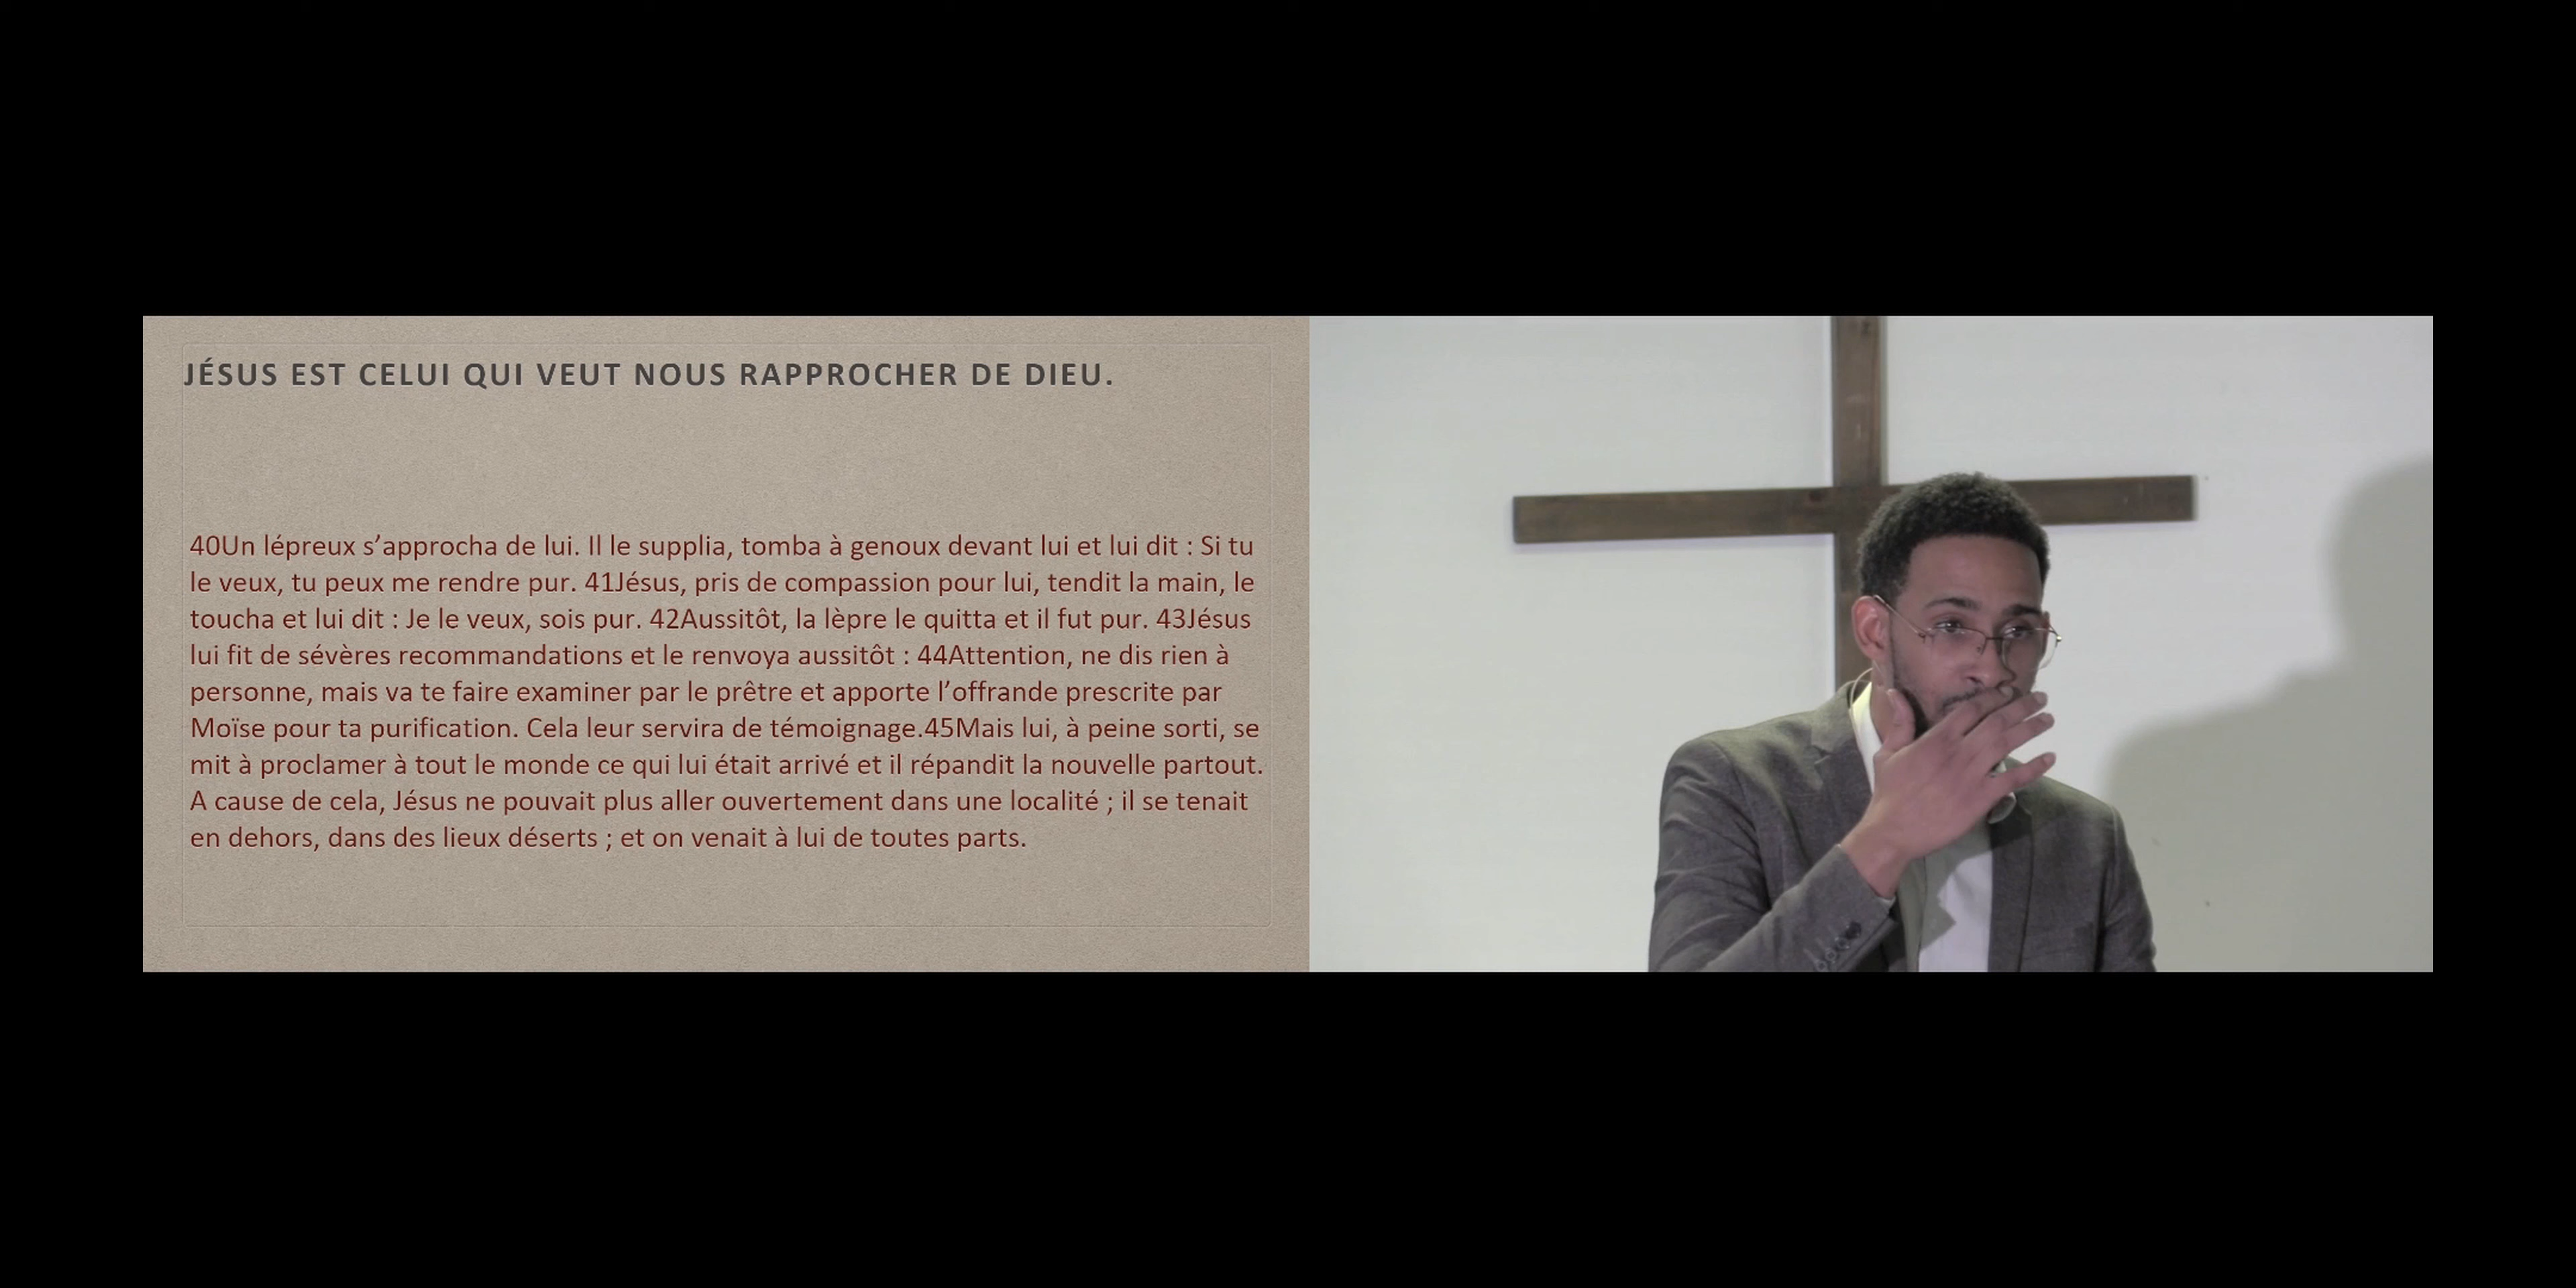 JÉSUS EST CELUI QUI VEUT NOUS RAPPROCHER DE DIEU.
40Un lépreux s’approcha de lui. Il le supplia, tomba à genoux devant lui et lui dit : Si tu
le veux, tu peux me rendre pur. 41Jésus, pris de compassion pour lui, tendit la main, le
toucha et lui dit : Je le veux, sois pur. 42Aussitôt, la lèpre le quitta et il fut pur. 43Jésus
lui fit de sévères recommandations et le renvoya aussitôt : 44Attention, ne dis rien à
personne, mais va te faire examiner par le prêtre et apporte l’offrande prescrite par
Moïse pour ta purification. Cela leur servira de témoignage.45Mais lui, à peine sorti, se
mit à proclamer à tout le monde ce qui lui était arrivé et il répandit la nouvelle partout.
A cause de cela, Jésus ne pouvait plus aller ouvertement dans une localité ; il se tenait
en dehors, dans des lieux déserts ; et on venait à lui de toutes parts.